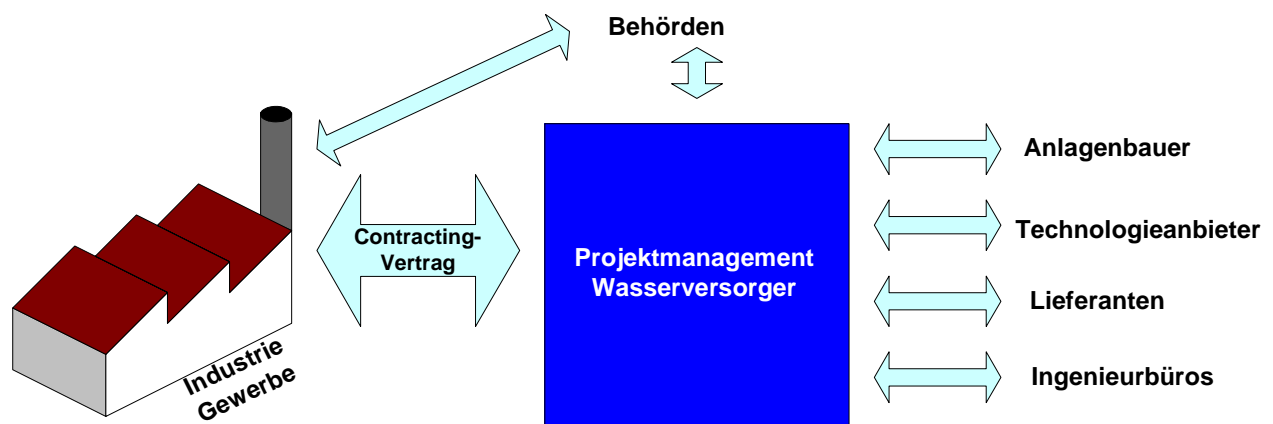 Behörden
Anlagenbauer
Technologieanbieter
Lieferanten
Ingenieurbüros
Contracting-
Vertrag
Projektmanagement
Wasserversorger
Industrie
Gewerbe